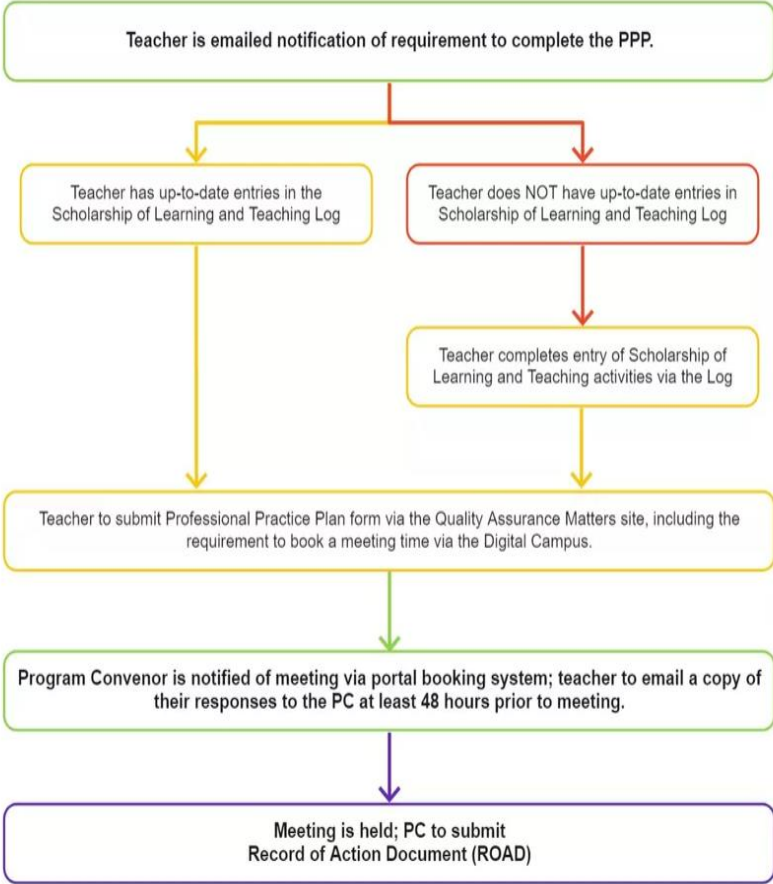 Teacher is emailed notification of requirement to complete the PPP.
Teacher has up-to-date entries in the
Scholarship of Learning and Teaching Log
Teacher does NOT have up-to-date entries in
Scholarship of Learning and Teaching Log
Teacher completes entry of Scholarship of
Learning and Teaching activities via the Log
Teacher to submit Professional Practice Plan form via the Quality Assurance Matters site, including the
requirement to book a meeting time via the Digital Campus.
Program Convenor is notified of meeting via portal booking system; teacher to email a copy of
their responses to the PC at least 48 hours prior to meeting.
Meeting is held; PC to submit
Record of Action Document (ROAD)